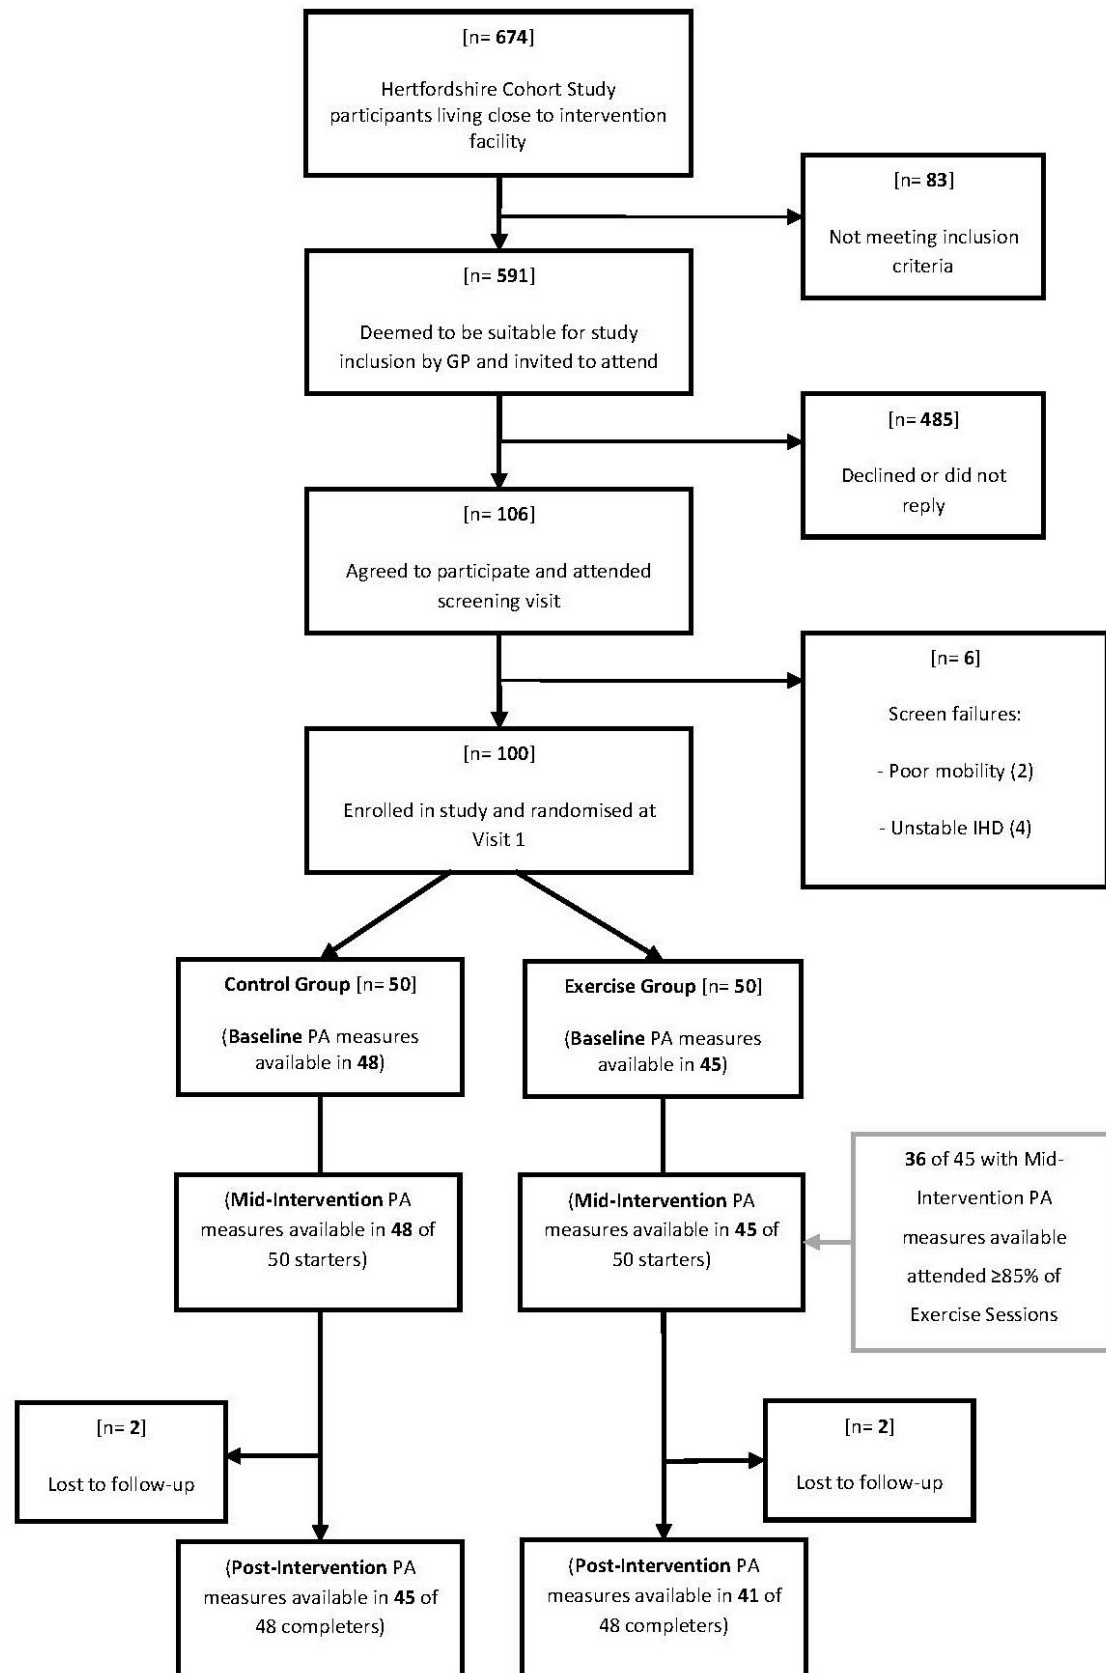 [n= 674]
Hertfordshire Cohort Study
participants living close to intervention
facility
[n= 83]
Not meeting inclusion
criteria
[n= 591]
Deemed to be suitable for study
inclusion by GP and invited to attend
[n= 485]
Declined or did not
reply
[n= 106]
Agreed to participate and attended
screening visit
[n= 6]
Screen failures:
- Poor mobility (2)
- Unstable IHD (4)
[n= 100]
Enrolled in study and randomised at
Visit 1
Control Group [n= 50]
(Baseline PA measures
available in 48)
Exercise Group [n= 50]
(Baseline PA measures
available in 45)
(Mid-Intervention PA
measures available in 48 of
50 starters)
(Mid-Intervention PA
measures available in 45 of
50 starters)
36 of 45 with Mid-
Intervention PA
measures available
attended ≥85% of
Exercise Sessions
[n= 2]
Lost to follow-up
[n= 2]
Lost to follow-up
(Post-Intervention PA
measures available in 45 of
48 completers)
(Post-Intervention PA
measures available in 41 of
48 completers)